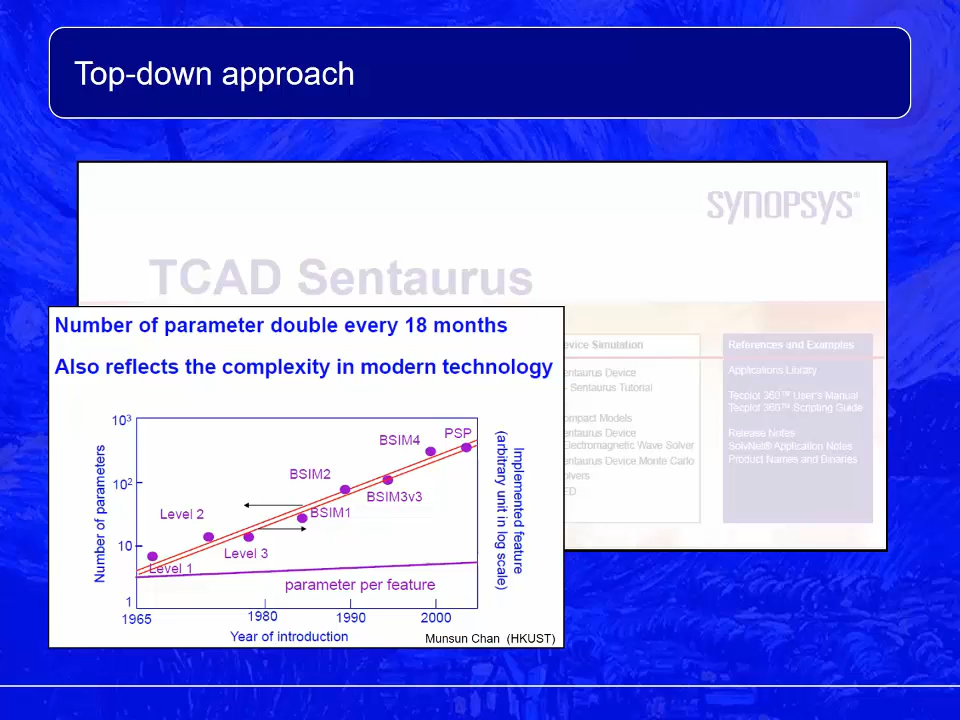 Top-down approach
SYNOPSYS®
TCAD Sentaurus
Number of parameter double every 18 months
Also reflects the complexity in modern technology
10³
10²
10
1
Number of parameters
Level 1
Level 2
Level 3
BSIM1
BSIM2
BSIM3v3
BSIM4
PSP
parameter per feature
1965
1980
1990
2000
Year of introduction
Implemented feature
(arbitrary unit in log scale)
Munsun Chan (HKUST)
evice Simulation
entaurus Device
Sentaurus Tutorial
ompact Models
entaurus Device
Electromagnetic Wave Solver
entaurus Device Monte Carlo
olvers
ED
References and Examples
Applications Library
Tecplot 360™ User's Manual
Tecplot 360™ Scripting Guide
Release Notes
SolvNet® Application Notes
Product Names and Binaries